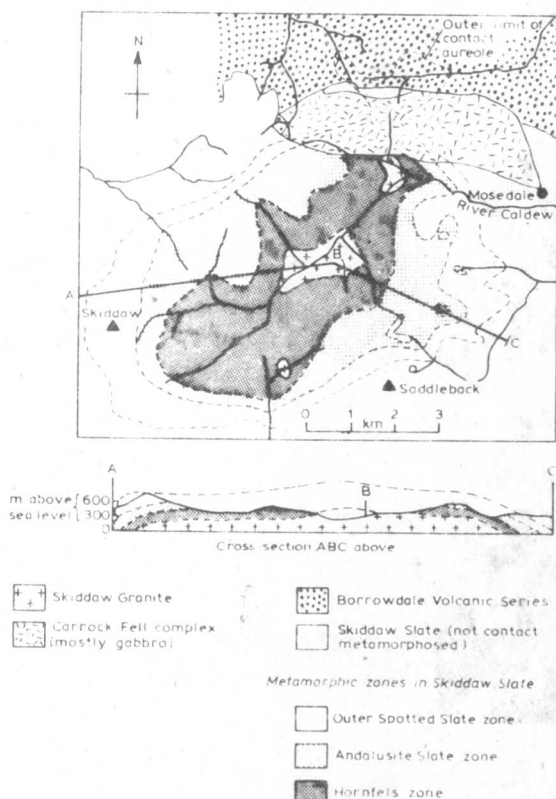 Outer limit of
contact
aureole
N
Mosedale
River Caldew
B
A
Skiddaw
C
Saddleback
0 1 2 3
km
A
B
C
m above
sea level
600
300
0
Cross section ABC above
Skiddaw Granite
Carrock Fell complex
(mostly gabbro)
Borrowdale Volcanic Series
Skiddaw Slate (not contact
metamorphosed)
Metamorphic zones in Skiddaw Slate
Outer Spotted Slate zone
Andalusite Slate zone
Hornfels zone